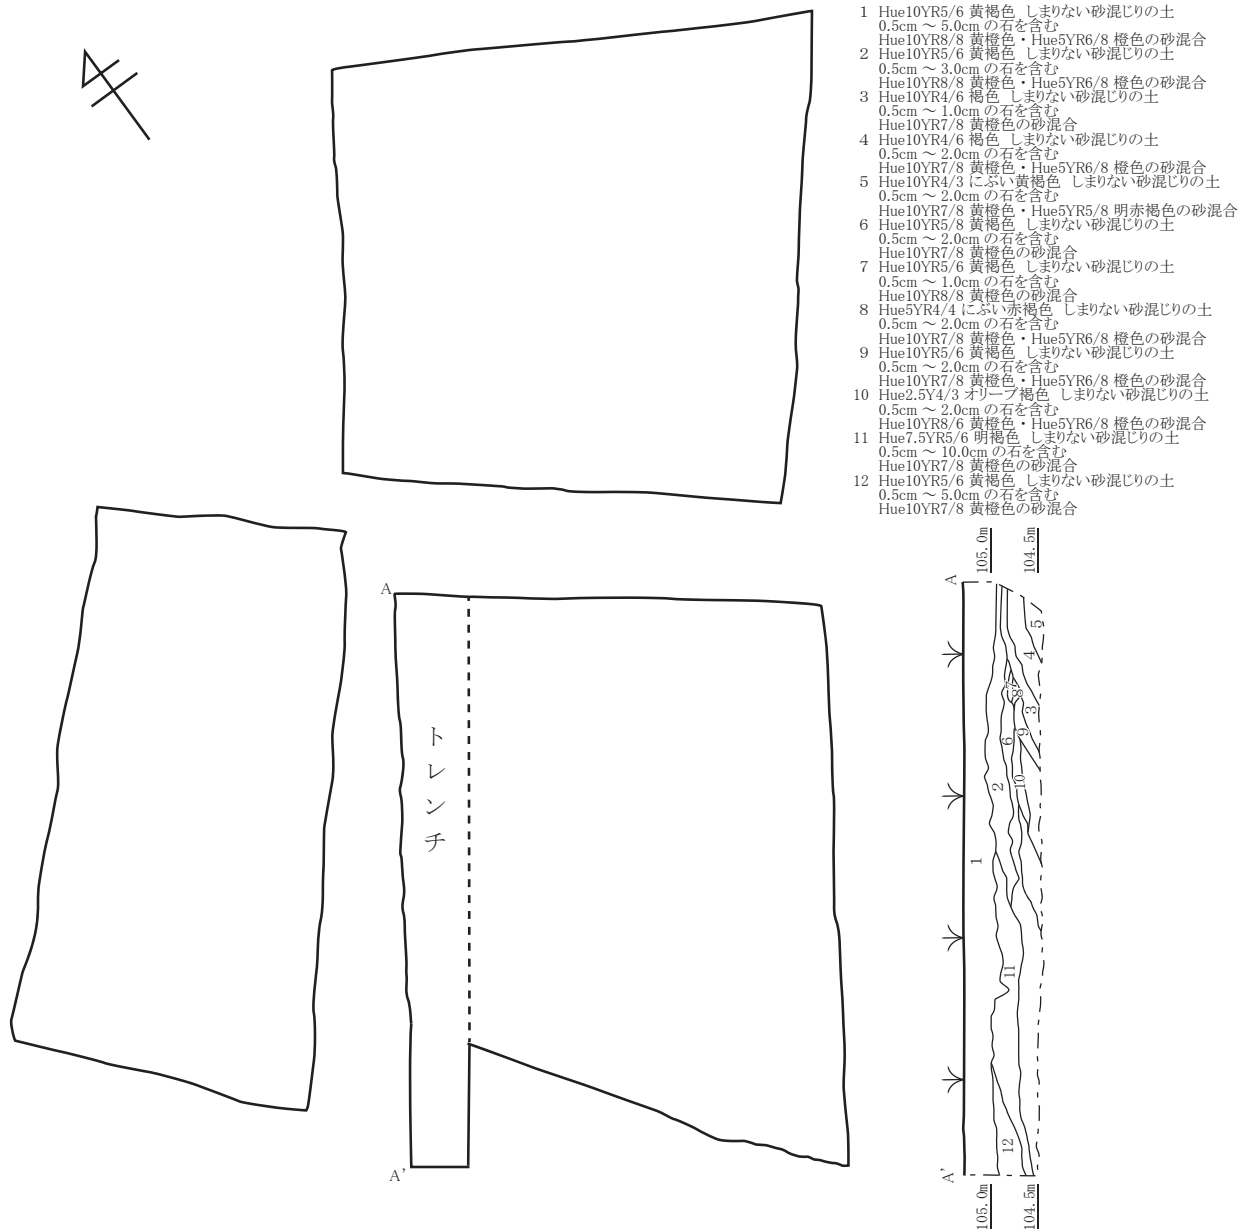 1 Hue10YR5/6 黄褐色 しまりない砂混じりの土
0.5cm ～ 5.0cm の石を含む
Hue10YR8/8 黄橙色・Hue5YR6/8 橙色の砂混合
2 Hue10YR5/6 黄褐色 しまりない砂混じりの土
0.5cm ～ 3.0cm の石を含む
Hue10YR8/8 黄橙色・Hue5YR6/8 橙色の砂混合
3 Hue10YR4/6 褐色 しまりない砂混じりの土
0.5cm ～ 1.0cm の石を含む
Hue10YR7/8 黄橙色の砂混合
4 Hue10YR4/6 褐色 しまりない砂混じりの土
0.5cm ～ 2.0cm の石を含む
Hue10YR7/8 黄橙色・Hue5YR6/8 橙色の砂混合
5 Hue10YR4/3 にぶい黄褐色 しまりない砂混じりの土
0.5cm ～ 2.0cm の石を含む
Hue10YR7/8 黄橙色・Hue5YR5/8 明赤褐色の砂混合
6 Hue10YR5/8 黄褐色 しまりない砂混じりの土
0.5cm ～ 2.0cm の石を含む
Hue10YR7/8 黄橙色の砂混合
7 Hue10YR5/6 黄褐色 しまりない砂混じりの土
0.5cm ～ 1.0cm の石を含む
Hue10YR8/8 黄橙色の砂混合
8 Hue5YR4/4 にぶい赤褐色 しまりない砂混じりの土
0.5cm ～ 2.0cm の石を含む
Hue10YR7/8 黄橙色・Hue5YR6/8 橙色の砂混合
9 Hue10YR5/6 黄褐色 しまりない砂混じりの土
0.5cm ～ 2.0cm の石を含む
Hue10YR7/8 黄橙色・Hue5YR6/8 橙色の砂混合
10 Hue2.5Y4/3 オリーブ褐色 しまりない砂混じりの土
0.5cm ～ 2.0cm の石を含む
Hue10YR8/6 黄橙色・Hue5YR6/8 橙色の砂混合
11 Hue7.5YR5/6 明褐色 しまりない砂混じりの土
0.5cm ～ 10.0cm の石を含む
Hue10YR7/8 黄橙色の砂混合
12 Hue10YR5/6 黄褐色 しまりない砂混じりの土
0.5cm ～ 5.0cm の石を含む
Hue10YR7/8 黄橙色の砂混合
105.0m
104.5m
A
A
トレンチ
A'
5
4
7
8
3
9
6
10
2
1
11
12
A'
105.0m
104.5m